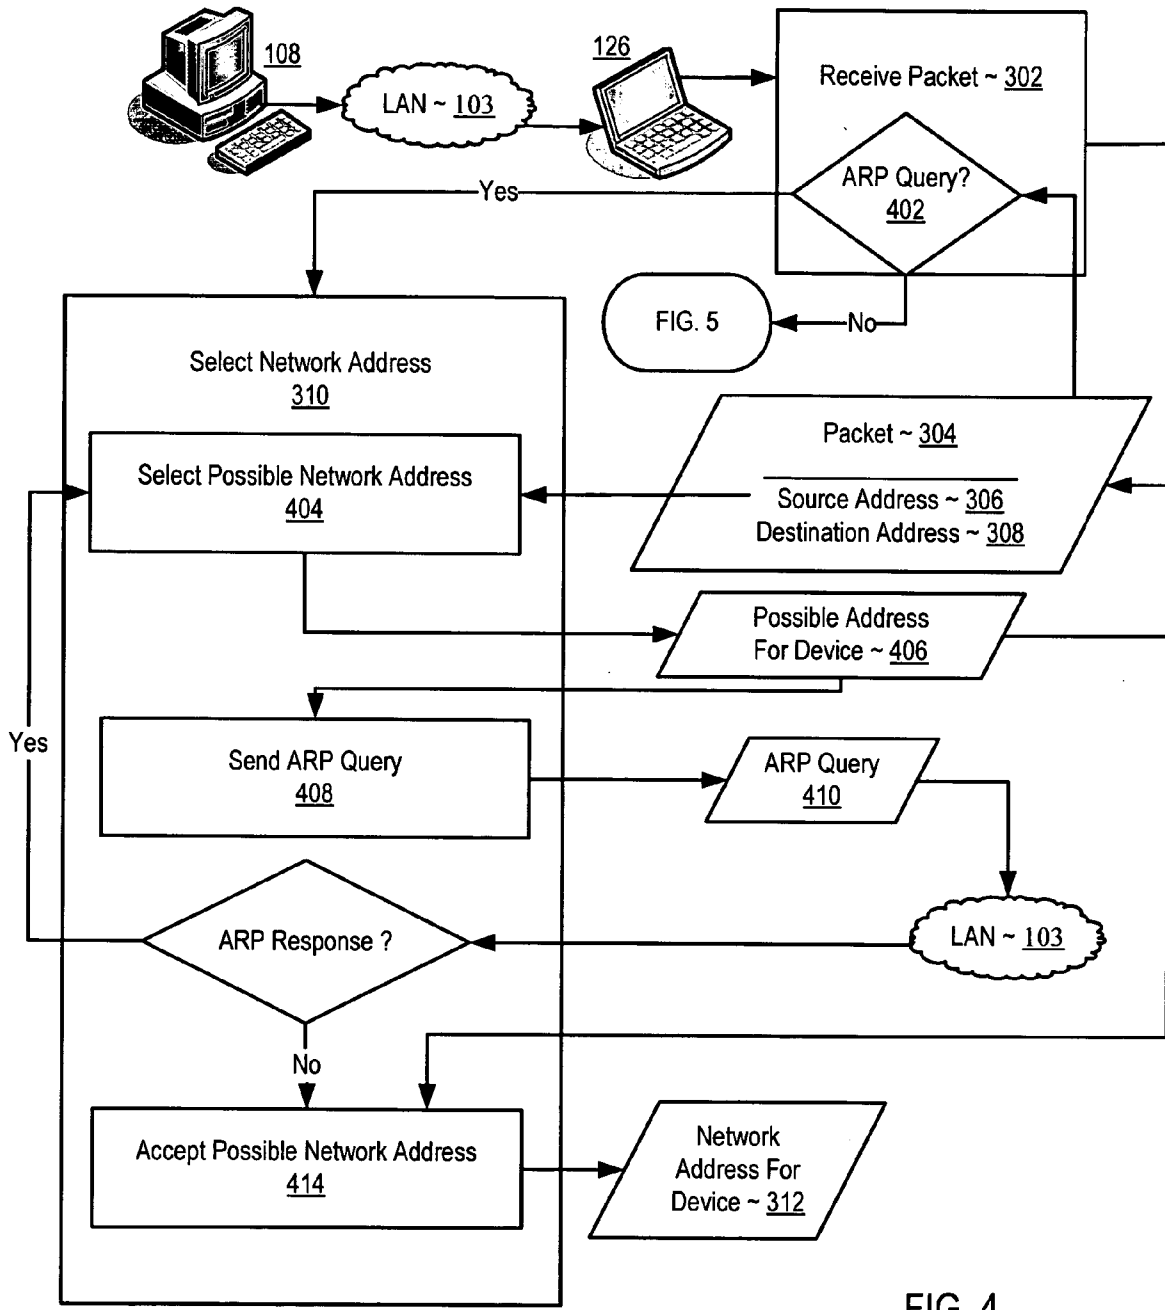 108
LAN ~ 103
126
Receive Packet ~ 302
ARP Query?
402
Yes
No
FIG. 5
Select Network Address
310
Packet ~ 304
Source Address ~ 306
Destination Address ~ 308
Select Possible Network Address
404
Possible Address
For Device ~ 406
Yes
Send ARP Query
408
ARP Query
410
ARP Response ?
LAN ~ 103
No
Accept Possible Network Address
414
Network
Address For
Device ~ 312
FIG. 4